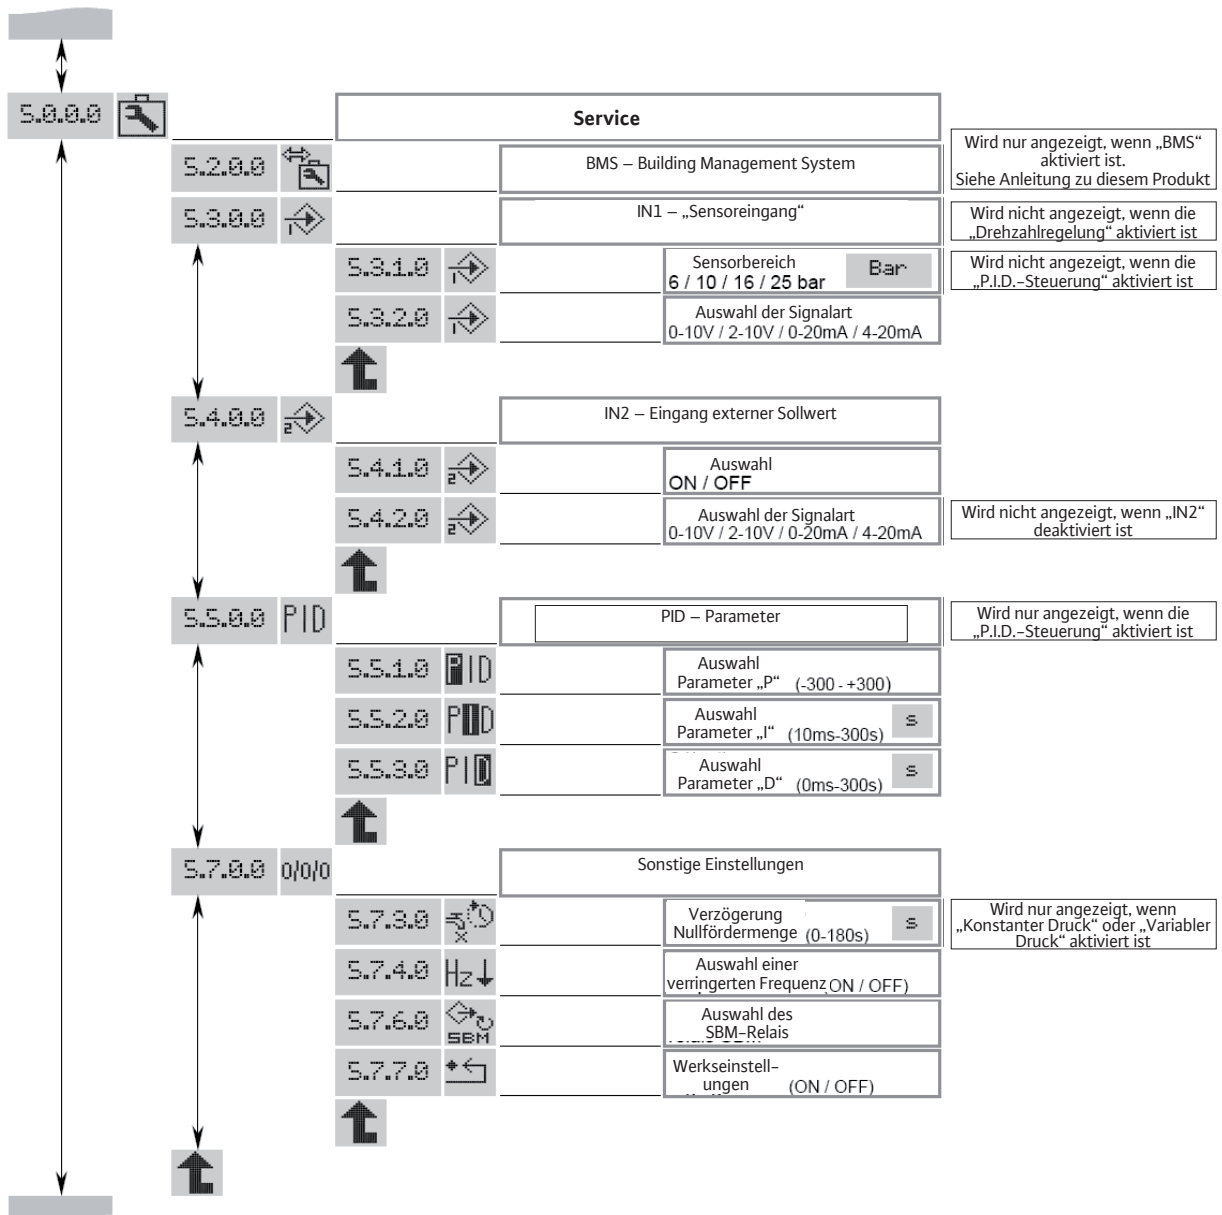 5.0.0.0
Service
5.2.0.0
BMS – Building Management System
Wird nur angezeigt, wenn „BMS“
aktiviert ist.
Siehe Anleitung zu diesem Produkt
5.3.0.0
1
IN1 – „Sensoreingang“
Wird nicht angezeigt, wenn die
„Drehzahlregelung“ aktiviert ist
5.3.1.0
1
Sensorbereich
6 / 10 / 16 / 25 bar
Bar
Wird nicht angezeigt, wenn die
„P.I.D.-Steuerung“ aktiviert ist
5.3.2.0
1
Auswahl der Signalart
0-10V / 2-10V / 0-20mA / 4-20mA
5.4.0.0
2
IN2 – Eingang externer Sollwert
5.4.1.0
2
Auswahl
ON / OFF
5.4.2.0
2
Auswahl der Signalart
0-10V / 2-10V / 0-20mA / 4-20mA
Wird nicht angezeigt, wenn „IN2“
deaktiviert ist
5.5.0.0
PID
PID – Parameter
Wird nur angezeigt, wenn die
„P.I.D.-Steuerung“ aktiviert ist
5.5.1.0
PID
Auswahl
Parameter „P“ (-300 - +300)
5.5.2.0
PID
Auswahl
Parameter „I“ (10ms-300s)
s
5.5.3.0
PID
Auswahl
Parameter „D“ (0ms-300s)
s
5.7.0.0
0/0/0
Sonstige Einstellungen
5.7.3.0
X
Verzögerung
Nullfördermenge (0-180s)
s
Wird nur angezeigt, wenn
„Konstanter Druck“ oder „Variabler
Druck“ aktiviert ist
5.7.4.0
Hz
Auswahl einer
verringerten Frequenz ON / OFF)
5.7.6.0
SBM
Auswahl des
SBM-Relais
5.7.7.0
Werkseinstell-
ungen (ON / OFF)